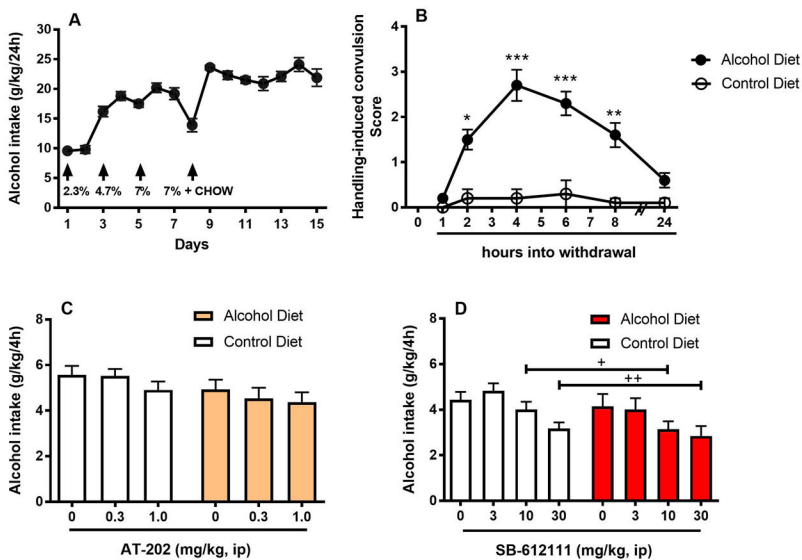 A
Alcohol intake (g/kg/24h)
30
25
20
15
10
5
0
2.3% 4.7% 7% 7% + CHOW
1 3 5 7 9 11 13 15
Days
B
Handling-induced convulsion
Score
4
3
2
1
0
* *** *** **
Alcohol Diet
Control Diet
0 1 2 3 4 5 6 7 8 // 24
hours into withdrawal
C
Alcohol intake (g/kg/4h)
8
6
4
2
0
Alcohol Diet
Control Diet
0 0.3 1.0 0 0.3 1.0
AT-202 (mg/kg, ip)
D
Alcohol intake (g/kg/4h)
8
6
4
2
0
Alcohol Diet
Control Diet
+
++
0 3 10 30 0 3 10 30
SB-612111 (mg/kg, ip)